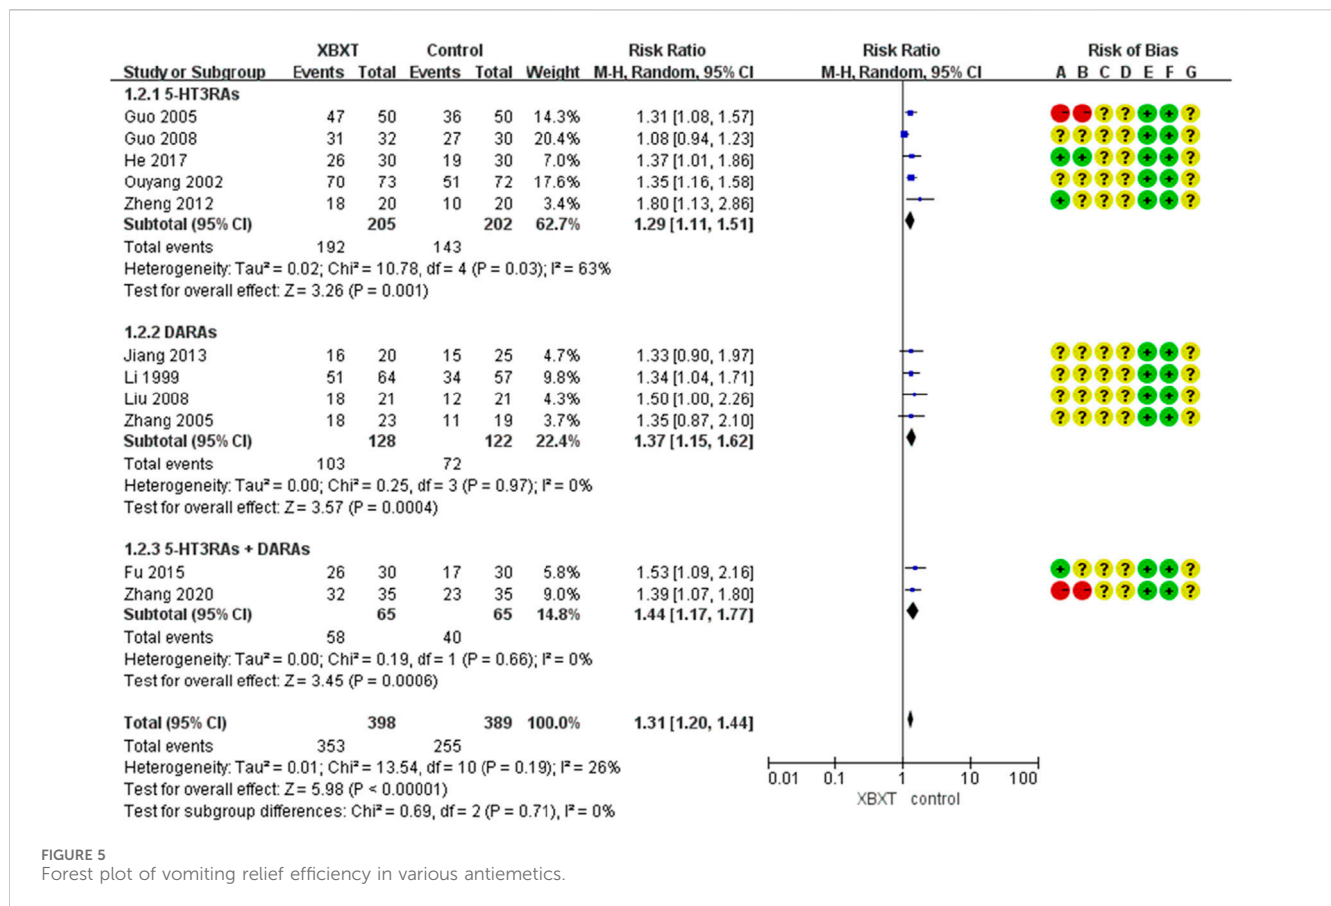 XBXT Control Risk Ratio Risk Ratio Risk of Bias
Study or Subgroup Events Total Events Total Weight M-H, Random, 95% CI M-H, Random, 95% CI A B C D E F G
1.2.1 5-HT3RAs
Guo 2005 47 50 36 50 14.3% 1.31 [1.08, 1.57] - - ? ? + + ?
Guo 2008 31 32 27 30 20.4% 1.08 [0.94, 1.23] ? ? ? ? + + ?
He 2017 26 30 19 30 7.0% 1.37 [1.01, 1.86] + + ? ? + + ?
Ouyang 2002 70 73 51 72 17.6% 1.35 [1.16, 1.58] ? ? ? ? + + ?
Zheng 2012 18 20 10 20 3.4% 1.80 [1.13, 2.86] + ? ? ? + + ?
Subtotal (95% CI) 205 202 62.7% 1.29 [1.11, 1.51]
Total events 192 143
Heterogeneity: Tau² = 0.02; Chi² = 10.78, df = 4 (P = 0.03); I² = 63%
Test for overall effect: Z = 3.26 (P = 0.001)
1.2.2 DARAs
Jiang 2013 16 20 15 25 4.7% 1.33 [0.90, 1.97] ? ? ? ? + + ?
Li 1999 51 64 34 57 9.8% 1.34 [1.04, 1.71] ? ? ? ? + + ?
Liu 2008 18 21 12 21 4.3% 1.50 [1.00, 2.26] ? ? ? ? + + ?
Zhang 2005 18 23 11 19 3.7% 1.35 [0.87, 2.10] ? ? ? ? + + ?
Subtotal (95% CI) 128 122 22.4% 1.37 [1.15, 1.62]
Total events 103 72
Heterogeneity: Tau² = 0.00; Chi² = 0.25, df = 3 (P = 0.97); I² = 0%
Test for overall effect: Z = 3.57 (P = 0.0004)
1.2.3 5-HT3RAs + DARAs
Fu 2015 26 30 17 30 5.8% 1.53 [1.09, 2.16] + ? ? ? + + ?
Zhang 2020 32 35 23 35 9.0% 1.39 [1.07, 1.80] - - ? ? + + ?
Subtotal (95% CI) 65 65 14.8% 1.44 [1.17, 1.77]
Total events 58 40
Heterogeneity: Tau² = 0.00; Chi² = 0.19, df = 1 (P = 0.66); I² = 0%
Test for overall effect: Z = 3.45 (P = 0.0006)
Total (95% CI) 398 389 100.0% 1.31 [1.20, 1.44]
Total events 353 255
Heterogeneity: Tau² = 0.01; Chi² = 13.54, df = 10 (P = 0.19); I² = 26%
Test for overall effect: Z = 5.98 (P < 0.00001)
Test for subgroup differences: Chi² = 0.69, df = 2 (P = 0.71), I² = 0%
0.01 0.1 1 10 100
XBXT control
FIGURE 5
Forest plot of vomiting relief efficiency in various antiemetics.